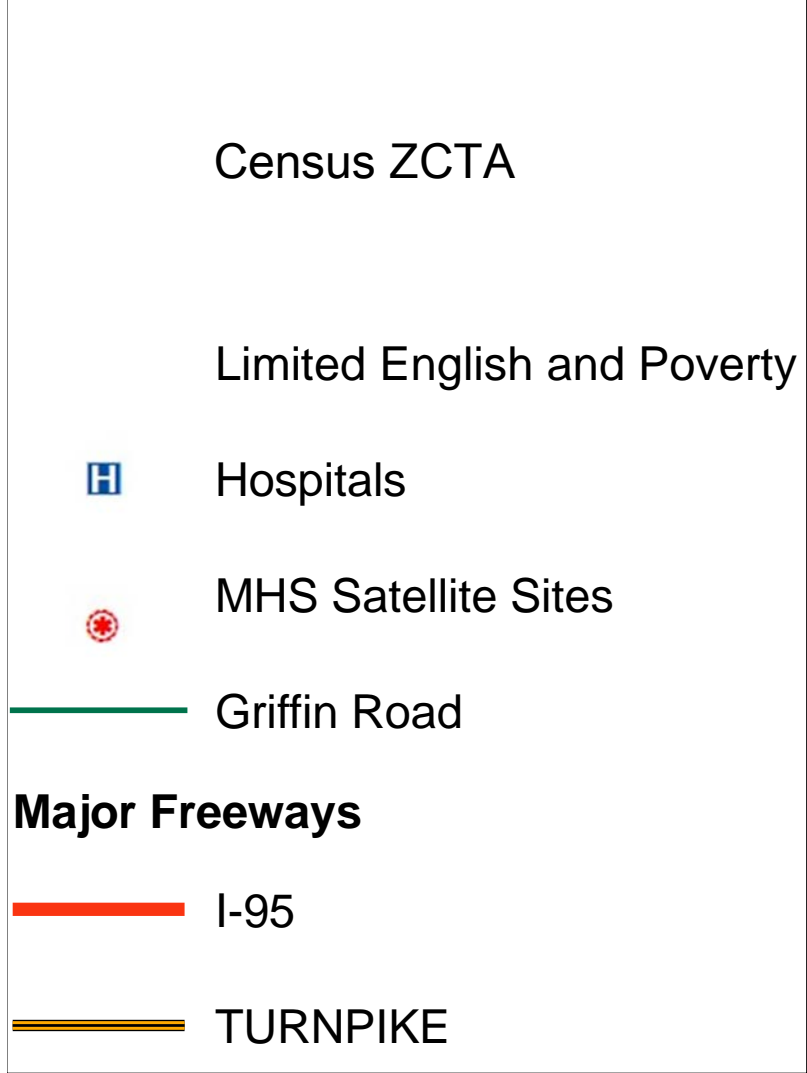 Census ZCTA
Limited English and Poverty
H Hospitals
MHS Satellite Sites
Griffin Road
Major Freeways
I-95
TURNPIKE